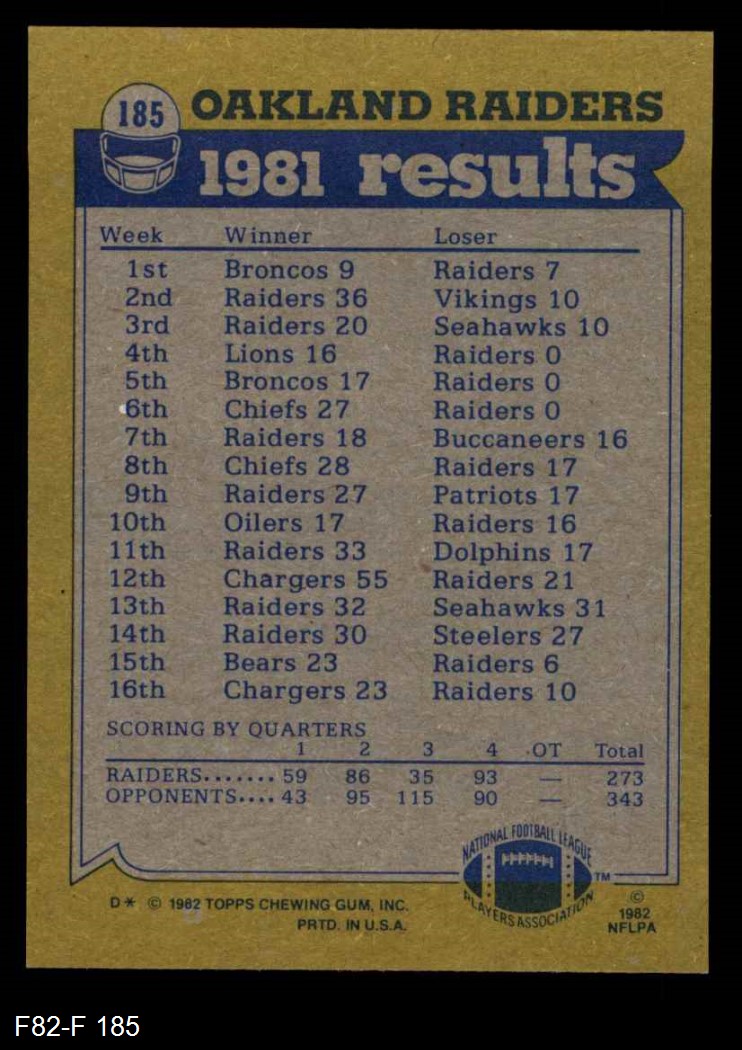 185 OAKLAND RAIDERS
1981 results
Week Winner Loser
1st Broncos 9 Raiders 7
2nd Raiders 36 Vikings 10
3rd Raiders 20 Seahawks 10
4th Lions 16 Raiders 0
5th Broncos 17 Raiders 0
6th Chiefs 27 Raiders 0
7th Raiders 18 Buccaneers 16
8th Chiefs 28 Raiders 17
9th Raiders 27 Patriots 17
10th Oilers 17 Raiders 16
11th Raiders 33 Dolphins 17
12th Chargers 55 Raiders 21
13th Raiders 32 Seahawks 31
14th Raiders 30 Steelers 27
15th Bears 23 Raiders 6
16th Chargers 23 Raiders 10
SCORING BY QUARTERS
1 2 3 4 OT Total
RAIDERS....... 59 86 35 93 — 273
OPPONENTS.... 43 95 115 90 — 343
NATIONAL FOOTBALL LEAGUE
PLAYERS ASSOCIATION
TM
D* © 1982 TOPPS CHEWING GUM, INC.
PRTD. IN U.S.A.
©
1982
NFLPA
F82-F 185